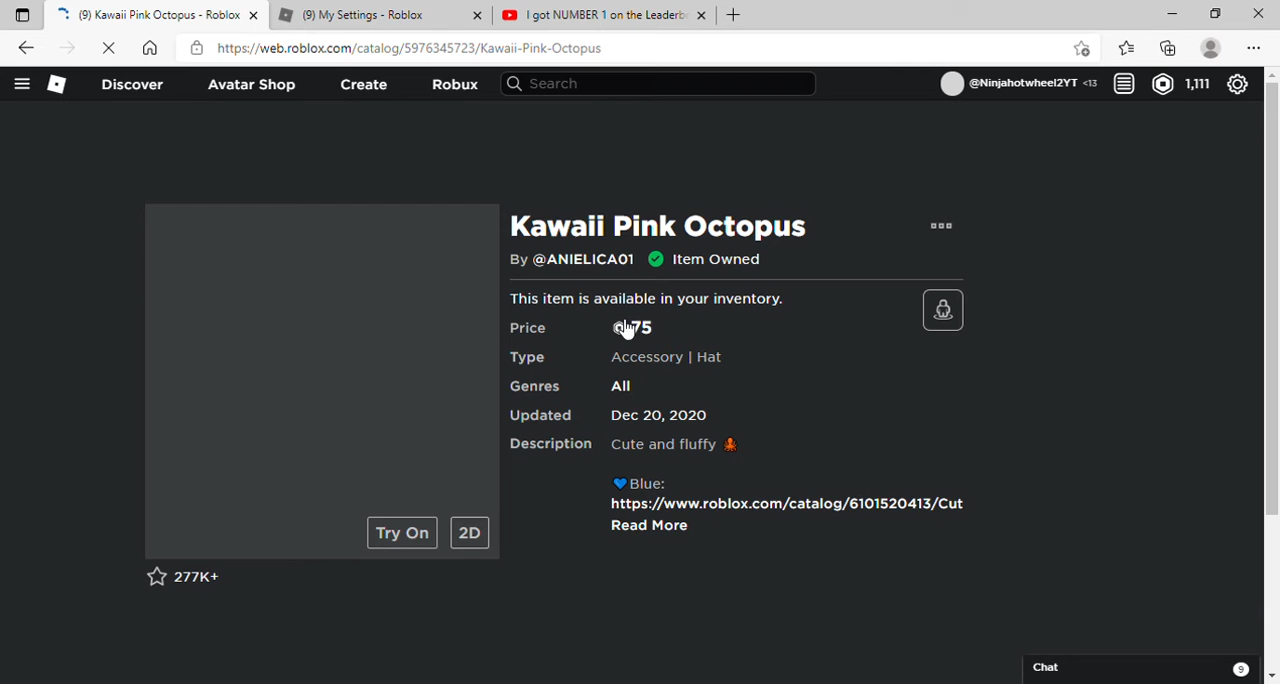 (9) Kawaii Pink Octopus - Roblox
(9) My Settings - Roblox
I got NUMBER 1 on the Leaderb
https://web.roblox.com/catalog/5976345723/Kawaii-Pink-Octopus
Discover Avatar Shop Create Robux Search @Ninjahotwheel2YT <13 1,111
Kawaii Pink Octopus
By @ANIELICA01 Item Owned
This item is available in your inventory.
Price 75
Type Accessory | Hat
Genres All
Updated Dec 20, 2020
Description Cute and fluffy 🐙
💙Blue:
https://www.roblox.com/catalog/6101520413/Cut
Read More
Try On 2D
277K+
Chat 9